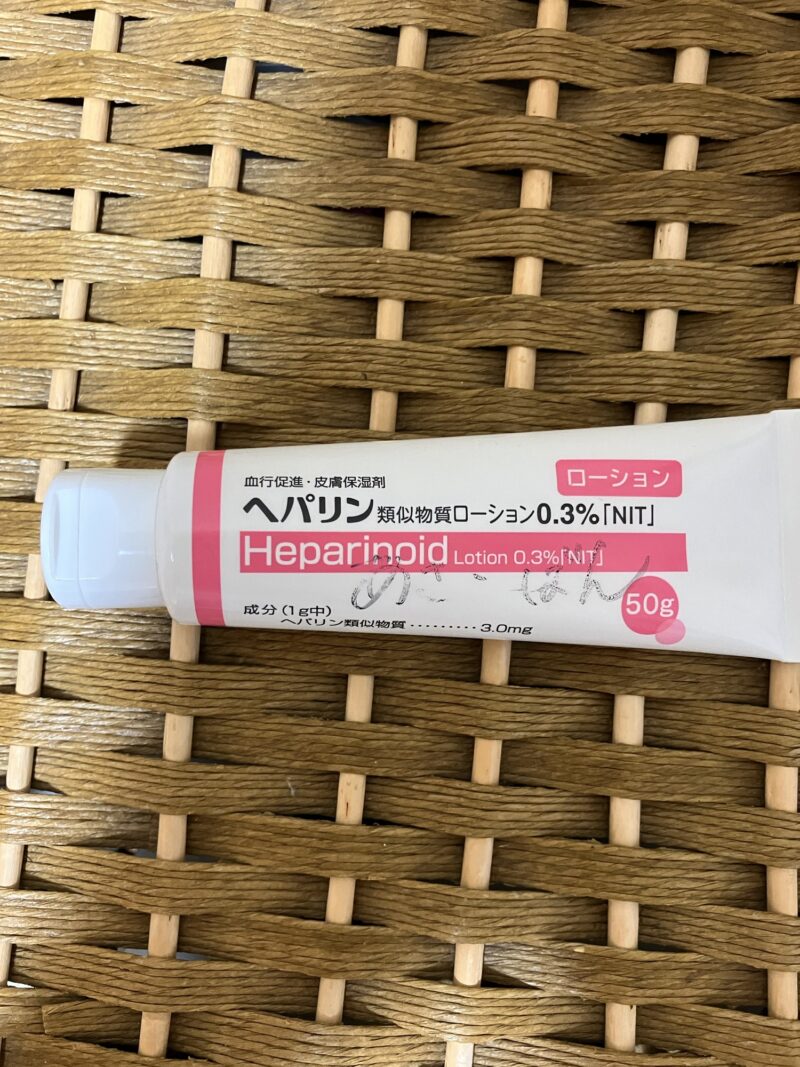 血行促進・皮膚保湿剤
ローション
ヘパリン類似物質ローション0.3%「NIT」
Heparinoid Lotion 0.3%「NIT」
あさ・ばん
50g
成分(1g中)
ヘパリン類似物質.........3.0mg